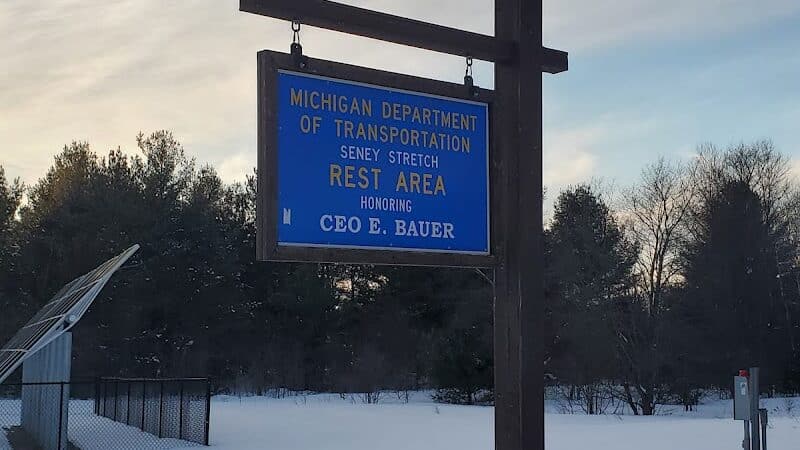 MICHIGAN DEPARTMENT
OF TRANSPORTATION
SENEY STRETCH
REST AREA
HONORING
CEO E. BAUER